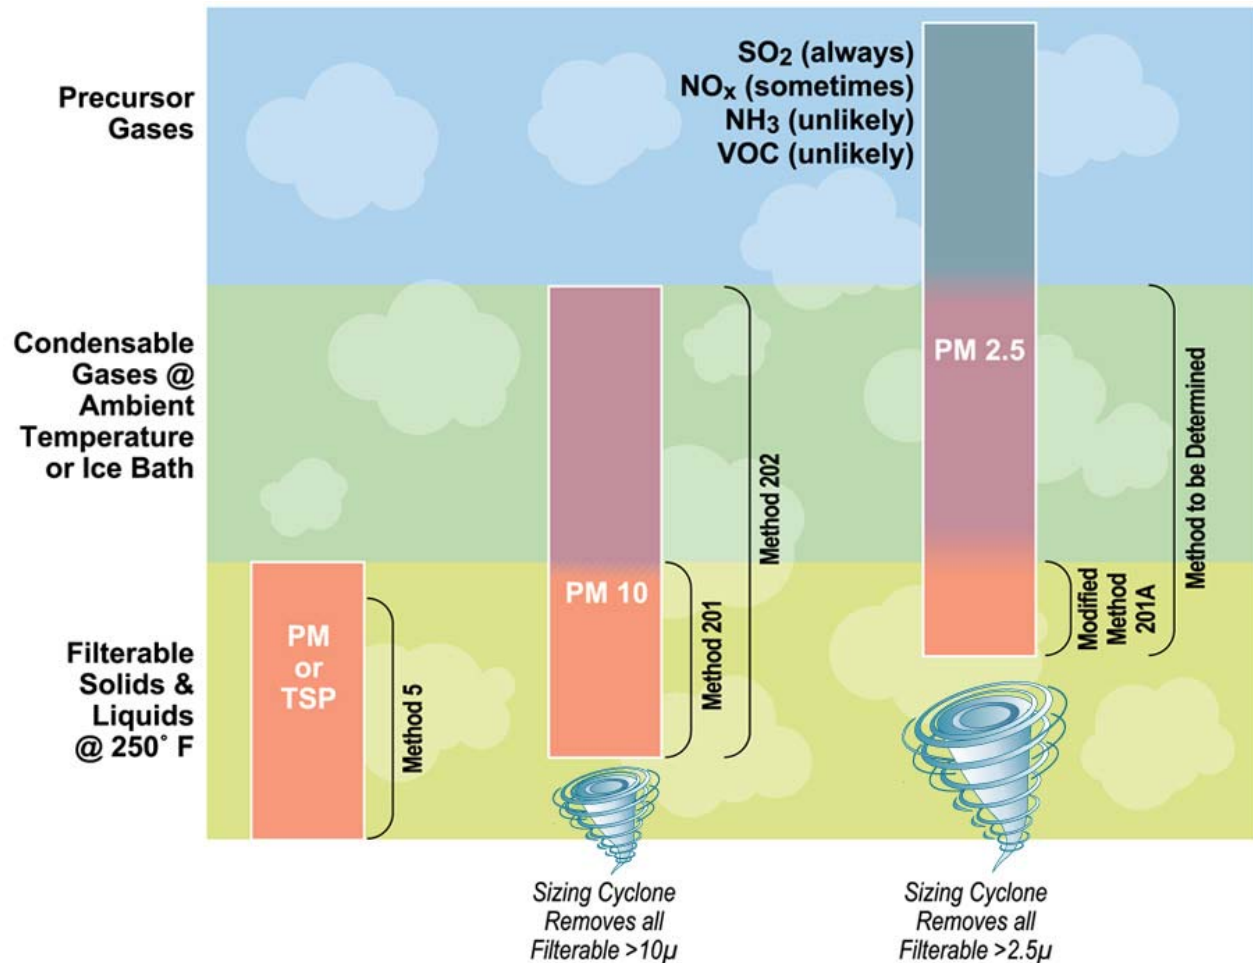 Precursor
Gases
SO₂ (always)
NOₓ (sometimes)
NH₃ (unlikely)
VOC (unlikely)
Condensable
Gases @
Ambient
Temperature
or Ice Bath
PM 2.5
Method 202
Method to be Determined
Filterable
Solids &
Liquids
@ 250˚ F
PM
or
TSP
Method 5
PM 10
Method 201
Modified
Method
201A
Sizing Cyclone
Removes all
Filterable >10µ
Sizing Cyclone
Removes all
Filterable >2.5µ